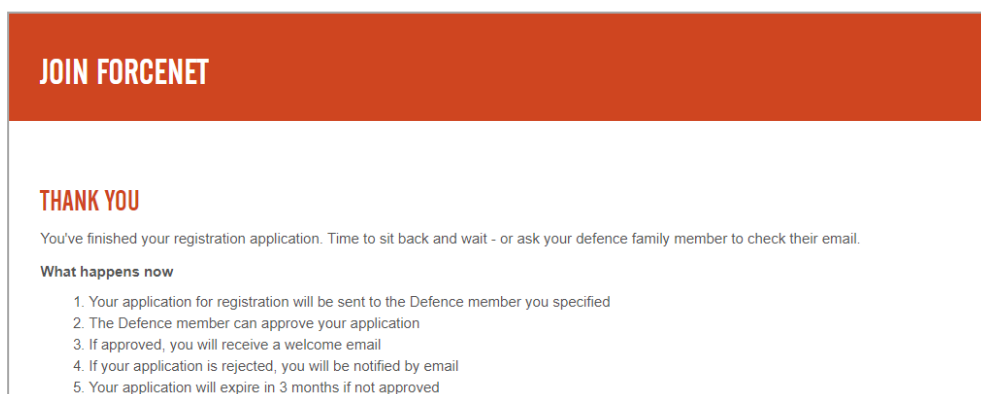 JOIN FORCENET
THANK YOU
You've finished your registration application. Time to sit back and wait - or ask your defence family member to check their email.
What happens now
1. Your application for registration will be sent to the Defence member you specified
2. The Defence member can approve your application
3. If approved, you will receive a welcome email
4. If your application is rejected, you will be notified by email
5. Your application will expire in 3 months if not approved